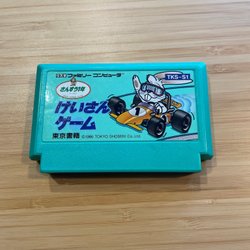 ファミリー コンピュータ
TKS-S1
さんすう1年
けいさん
ゲーム
東京書籍
©1986 TOKYO SHOSEKI Co., Ltd.
1